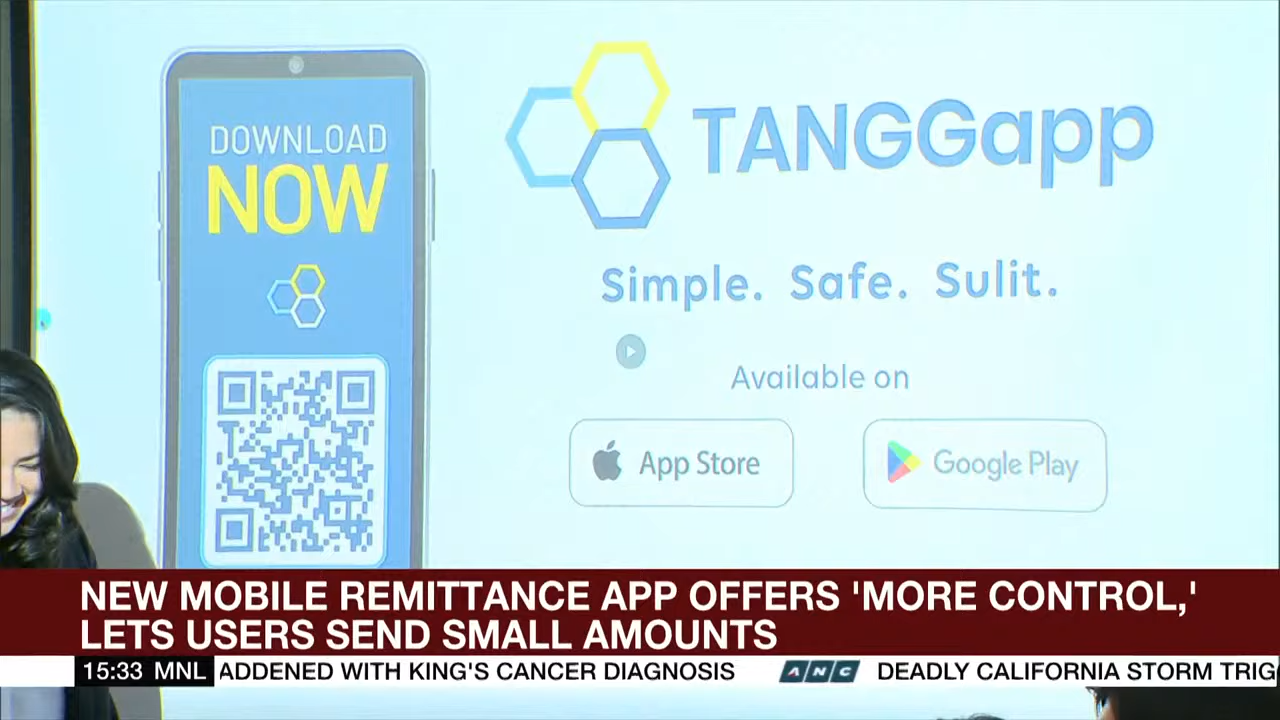 DOWNLOAD
NOW
TANGGapp
Simple. Safe. Sulit.
Available on
App Store
Google Play
NEW MOBILE REMITTANCE APP OFFERS 'MORE CONTROL,'
LETS USERS SEND SMALL AMOUNTS
15:33 MNL
ADDENED WITH KING'S CANCER DIAGNOSIS
ANC
DEADLY CALIFORNIA STORM TRIG